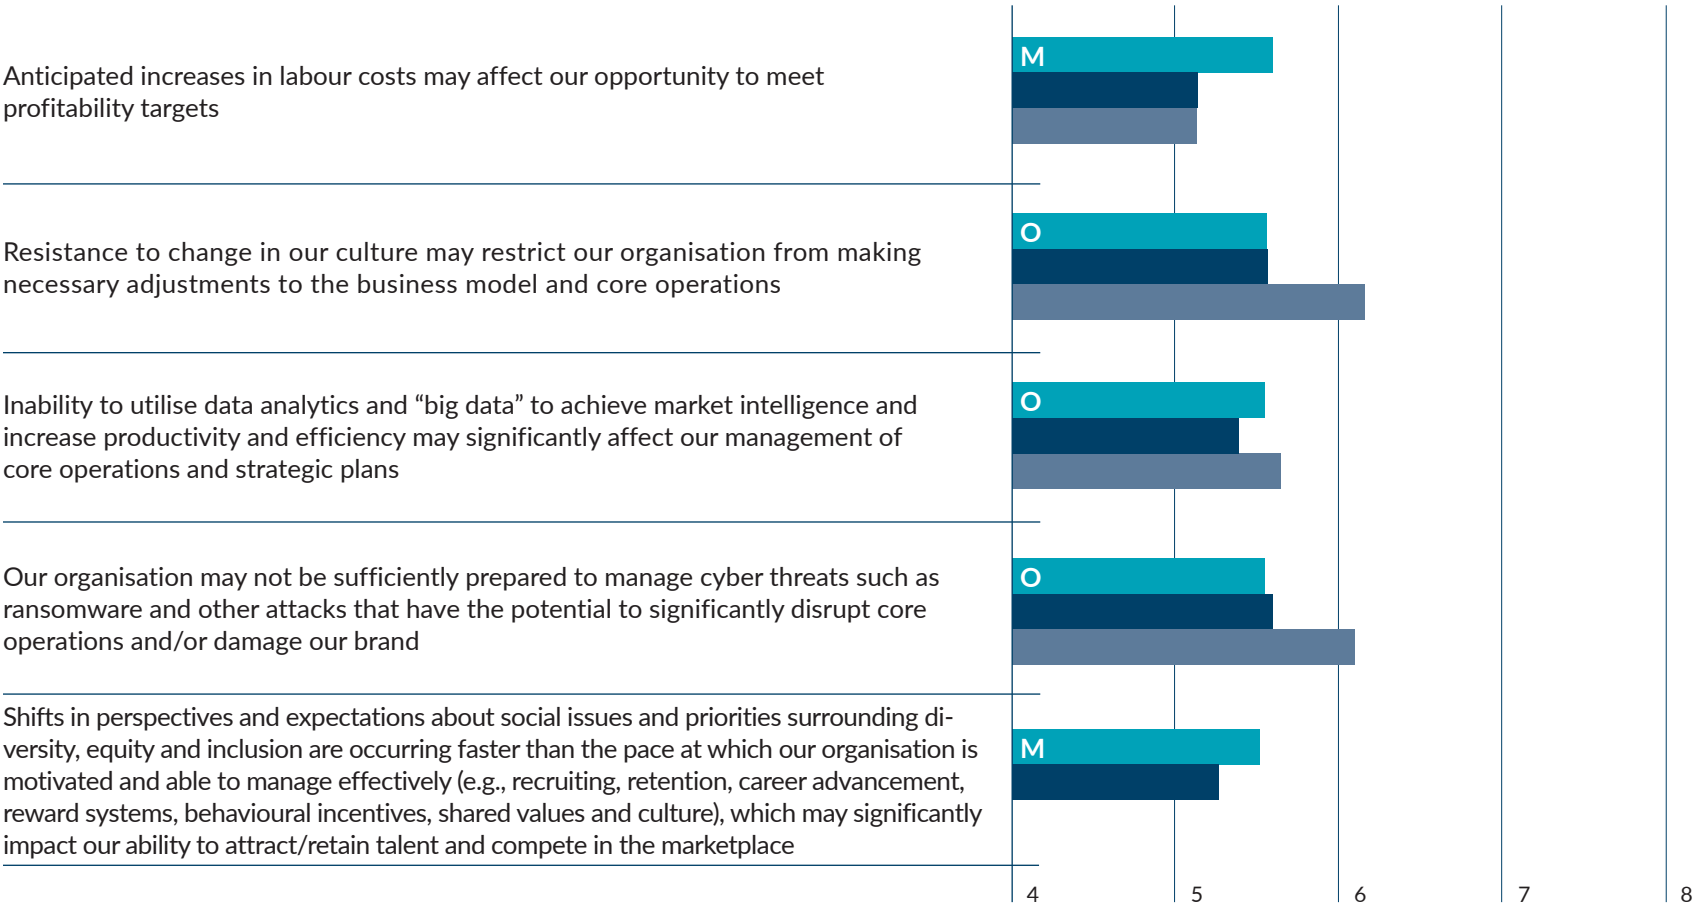 Anticipated increases in labour costs may affect our opportunity to meet
profitability targets
M
Resistance to change in our culture may restrict our organisation from making
necessary adjustments to the business model and core operations
O
Inability to utilise data analytics and “big data” to achieve market intelligence and
increase productivity and efficiency may significantly affect our management of
core operations and strategic plans
O
Our organisation may not be sufficiently prepared to manage cyber threats such as
ransomware and other attacks that have the potential to significantly disrupt core
operations and/or damage our brand
O
Shifts in perspectives and expectations about social issues and priorities surrounding di-
versity, equity and inclusion are occurring faster than the pace at which our organisation is
motivated and able to manage effectively (e.g., recruiting, retention, career advancement,
reward systems, behavioural incentives, shared values and culture), which may significantly
impact our ability to attract/retain talent and compete in the marketplace
M
4 5 6 7 8